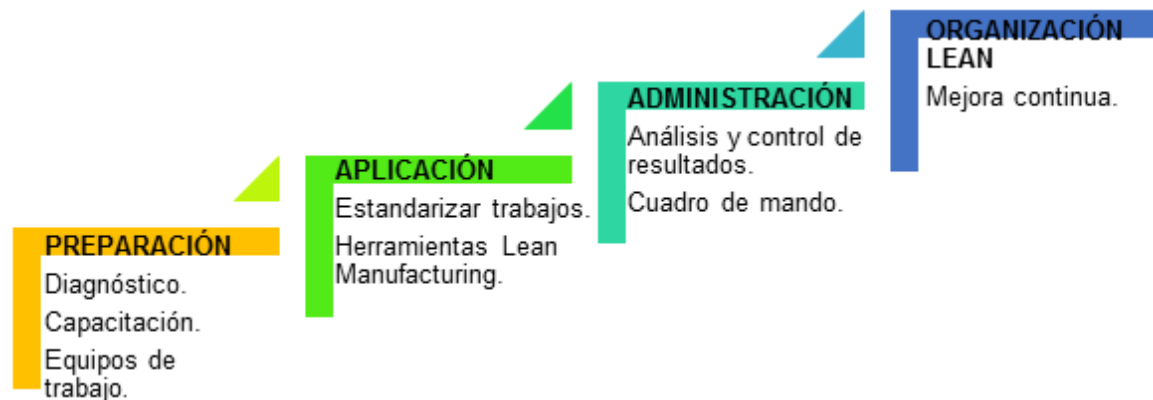 PREPARACIÓN
Diagnóstico.
Capacitación.
Equipos de
trabajo.
APLICACIÓN
Estandarizar trabajos.
Herramientas Lean
Manufacturing.
ADMINISTRACIÓN
Análisis y control de
resultados.
Cuadro de mando.
ORGANIZACIÓN
LEAN
Mejora continua.